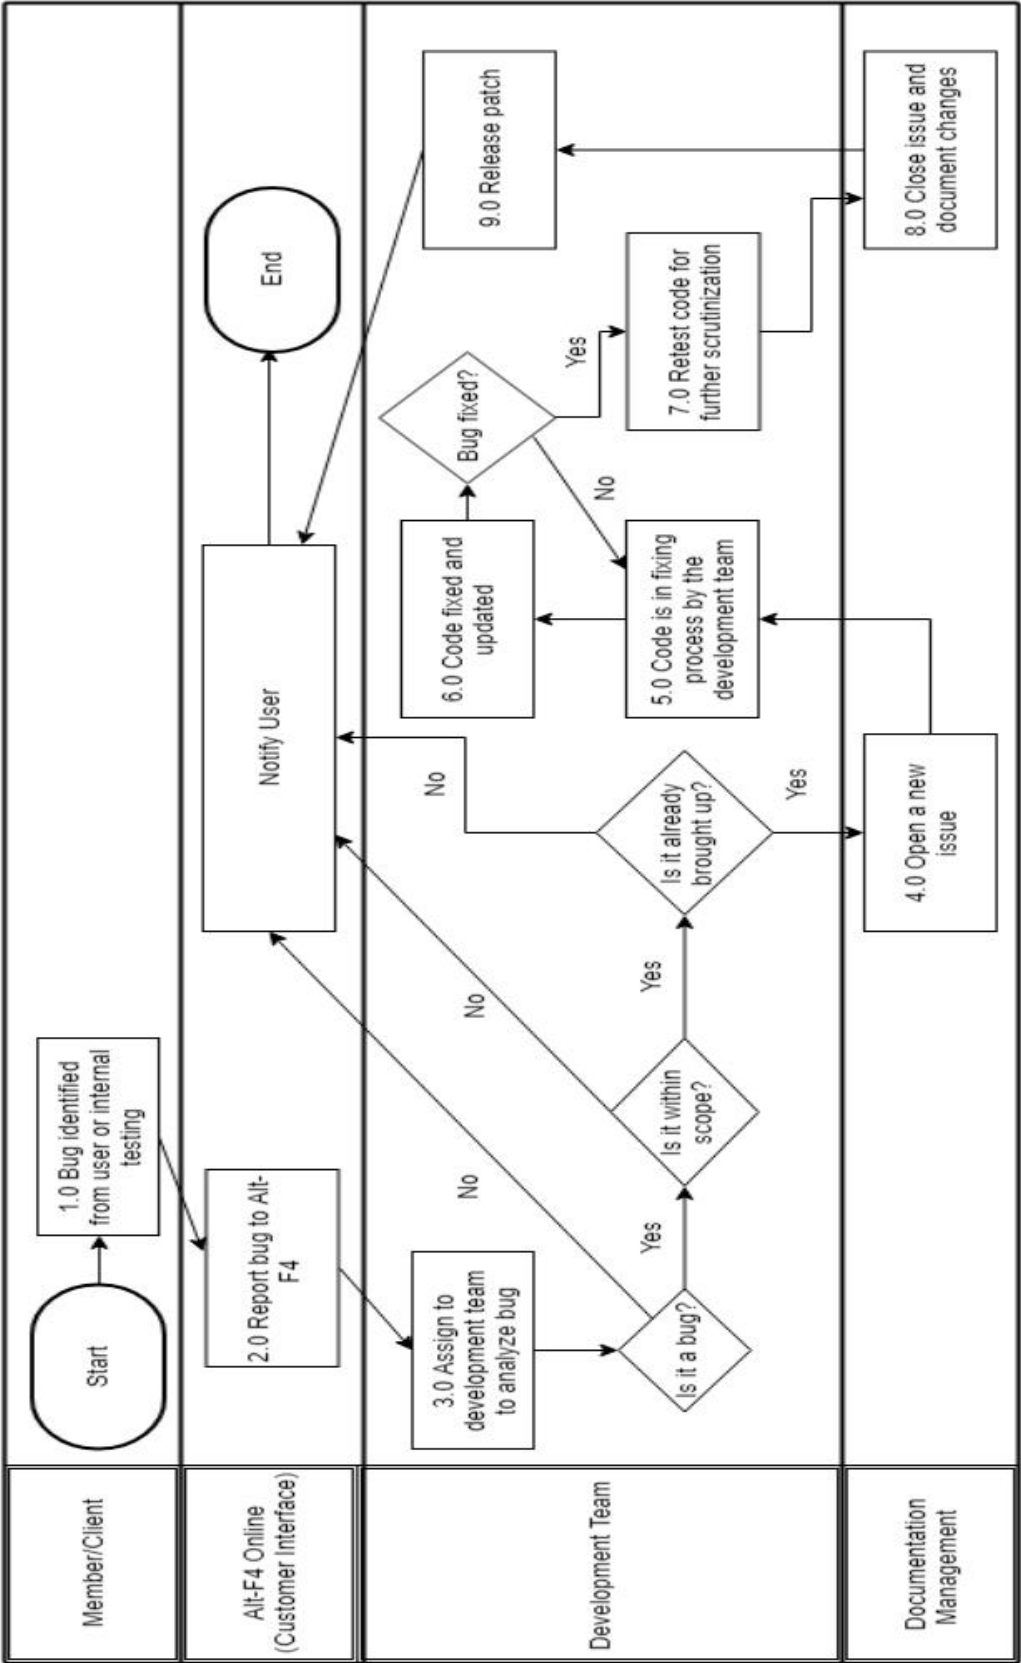 Member/Client
Start
1.0 Bug identified
from user or internal
testing
Alt-F4 Online
(Customer Interface)
2.0 Report bug to Alt-
F4
Notify User
End
Development Team
3.0 Assign to
development team
to analyze bug
Is it a bug?
No
Yes
Is it within
scope?
No
Yes
Is it already
brought up?
No
Yes
6.0 Code fixed and
updated
5.0 Code is in fixing
process by the
development team
Bug fixed?
No
Yes
7.0 Retest code for
further scrutinization
9.0 Release patch
Documentation
Management
4.0 Open a new
issue
8.0 Close issue and
document changes